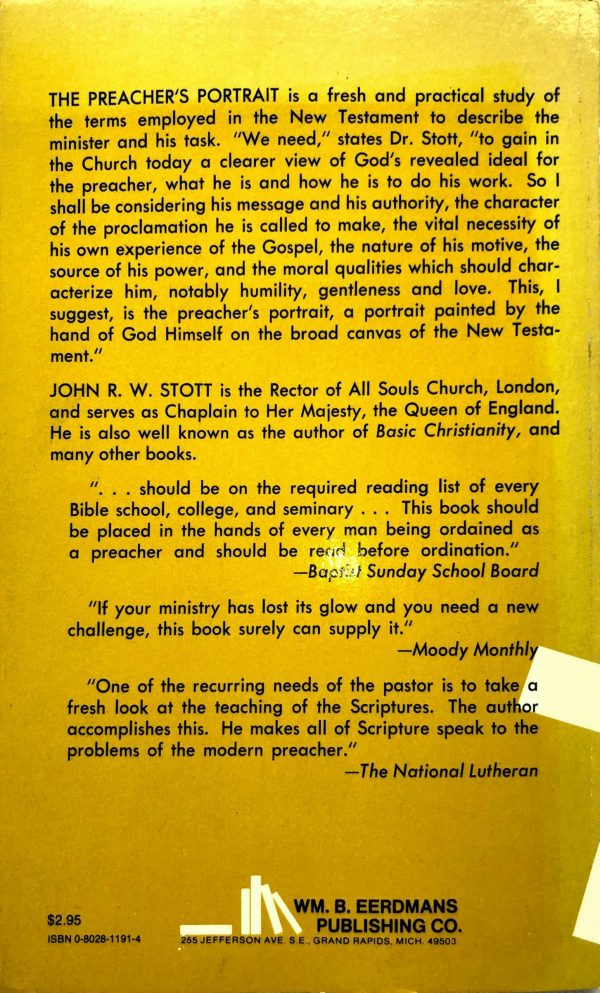 THE PREACHER'S PORTRAIT is a fresh and practical study of
the terms employed in the New Testament to describe the
minister and his task. "We need," states Dr. Stott, "to gain in
the Church today a clearer view of God's revealed ideal for
the preacher, what he is and how he is to do his work. So I
shall be considering his message and his authority, the character
of the proclamation he is called to make, the vital necessity of
his own experience of the Gospel, the nature of his motive, the
source of his power, and the moral qualities which should char-
acterize him, notably humility, gentleness and love. This, I
suggest, is the preacher's portrait, a portrait painted by the
hand of God Himself on the broad canvas of the New Testa-
ment."
JOHN R. W. STOTT is the Rector of All Souls Church, London,
and serves as Chaplain to Her Majesty, the Queen of England.
He is also well known as the author of Basic Christianity, and
many other books.
". . . should be on the required reading list of every
Bible school, college, and seminary . . . This book should
be placed in the hands of every man being ordained as
a preacher and should be read before ordination."
—Baptist Sunday School Board
"If your ministry has lost its glow and you need a new
challenge, this book surely can supply it."
—Moody Monthly
"One of the recurring needs of the pastor is to take a
fresh look at the teaching of the Scriptures. The author
accomplishes this. He makes all of Scripture speak to the
problems of the modern preacher."
—The National Lutheran
$2.95
ISBN 0-8028-1191-4
WM. B. EERDMANS
PUBLISHING CO.
255 JEFFERSON AVE. S.E., GRAND RAPIDS, MICH. 49503